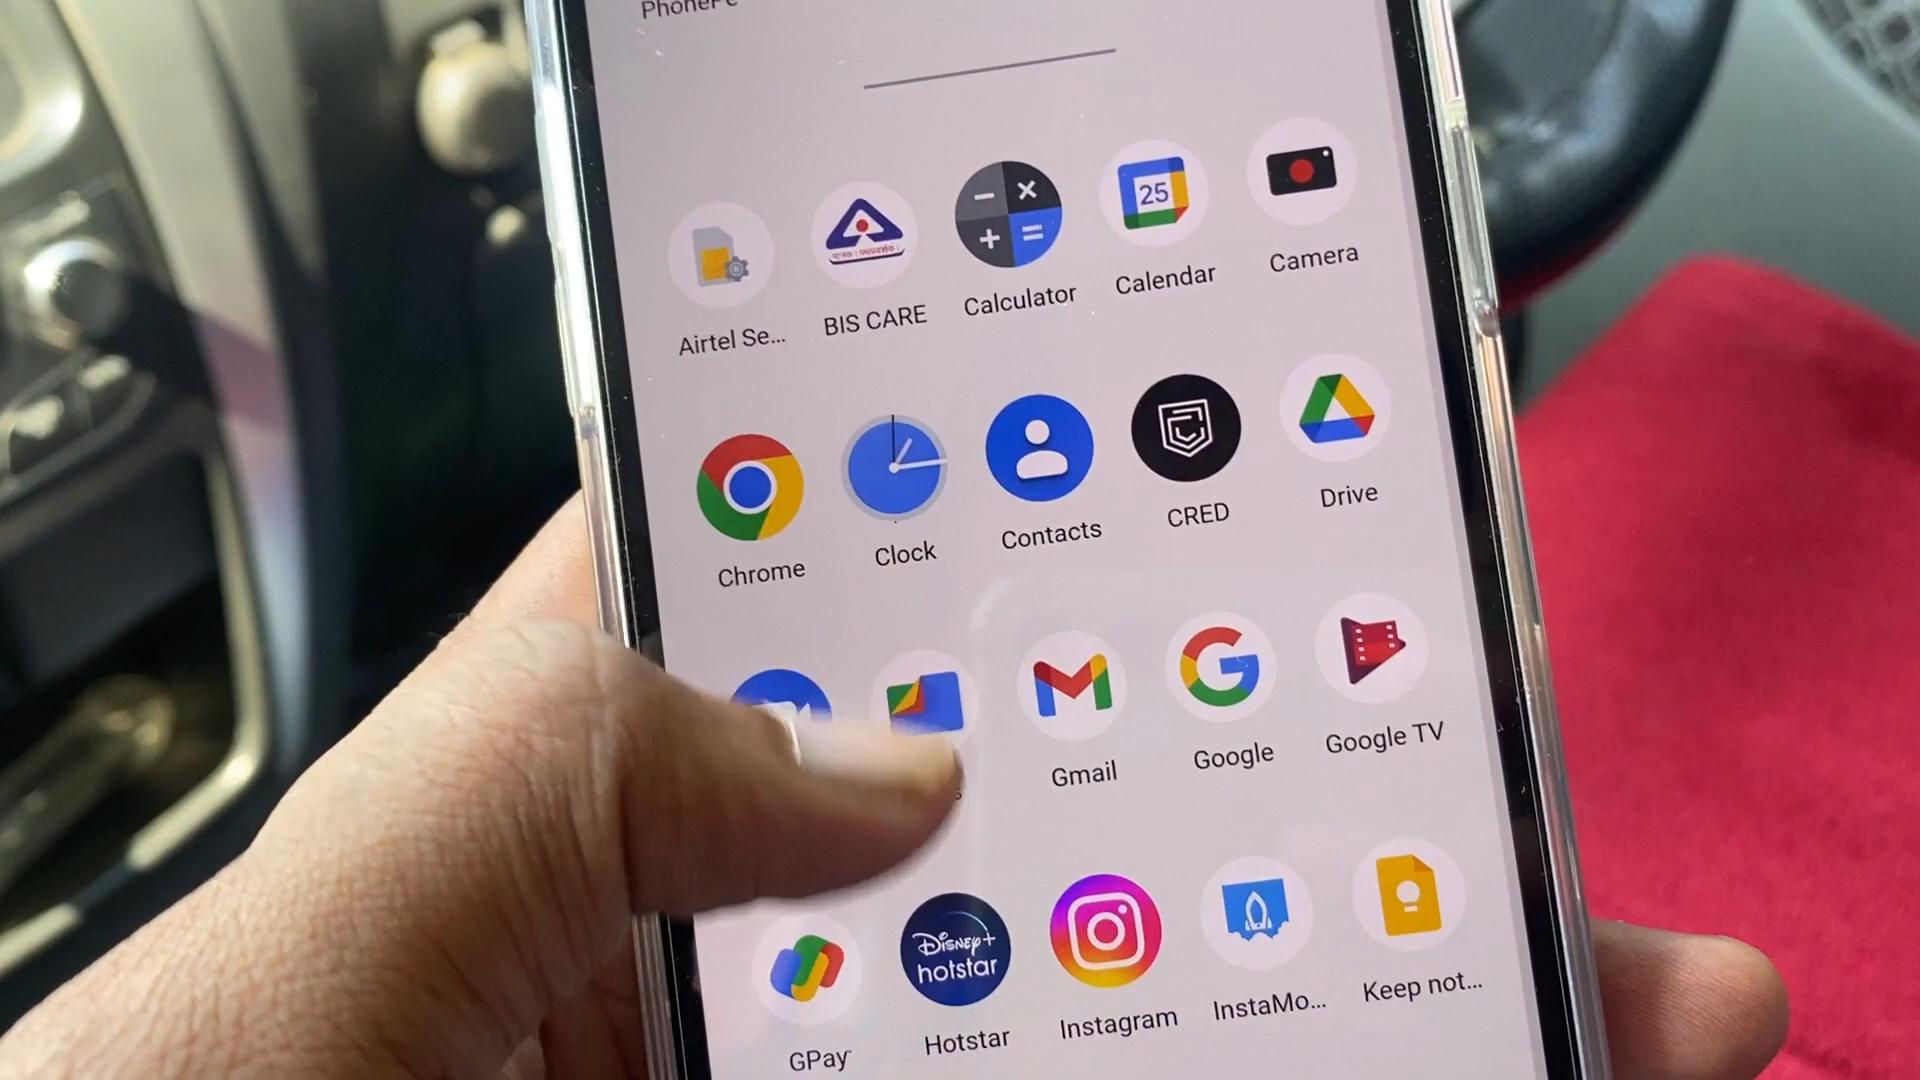 PhonePe
25
Airtel Se...
BIS CARE
Calculator
Calendar
Camera
Chrome
Clock
Contacts
CRED
Drive
Gmail
Google
Google TV
Disney+
hotstar
GPay
Hotstar
Instagram
InstaMo...
Keep not...